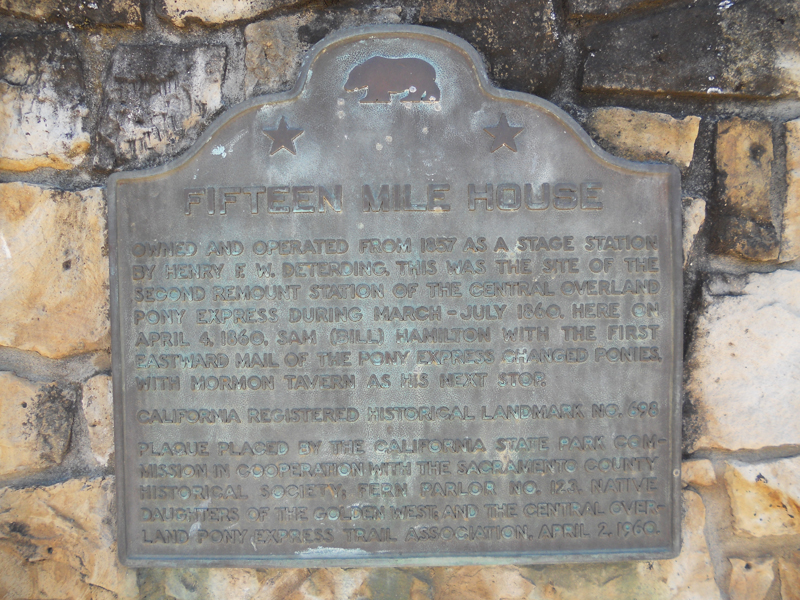 FIFTEEN MILE HOUSE
OWNED AND OPERATED FROM 1857 AS A STAGE STATION
BY HENRY F. W. DETERDING, THIS WAS THE SITE OF THE
SECOND REMOUNT STATION OF THE CENTRAL OVERLAND
PONY EXPRESS DURING MARCH - JULY 1860. HERE ON
APRIL 4, 1860, SAM (BILL) HAMILTON WITH THE FIRST
EASTWARD MAIL OF THE PONY EXPRESS CHANGED PONIES,
WITH MORMON TAVERN AS HIS NEXT STOP.
CALIFORNIA REGISTERED HISTORICAL LANDMARK NO. 698
PLAQUE PLACED BY THE CALIFORNIA STATE PARK COM-
MISSION IN COOPERATION WITH THE SACRAMENTO COUNTY
HISTORICAL SOCIETY; FERN PARLOR NO. 123, NATIVE
DAUGHTERS OF THE GOLDEN WEST; AND THE CENTRAL OVER-
LAND PONY EXPRESS TRAIL ASSOCIATION, APRIL 2, 1960.